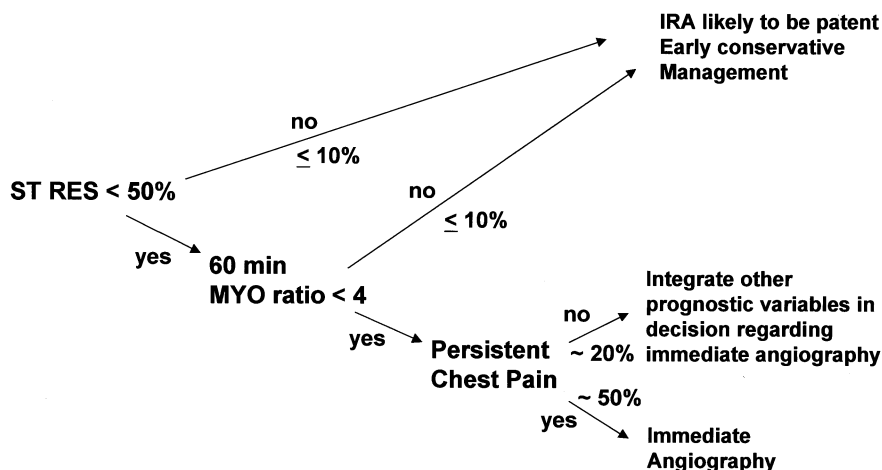 IRA likely to be patent
Early conservative
Management
no
≤ 10%
ST RES < 50%
no
≤ 10%
yes
60 min
MYO ratio < 4
yes
Persistent
Chest Pain
no
~ 20%
Integrate other
prognostic variables in
decision regarding
immediate angiography
~ 50%
yes
Immediate
Angiography